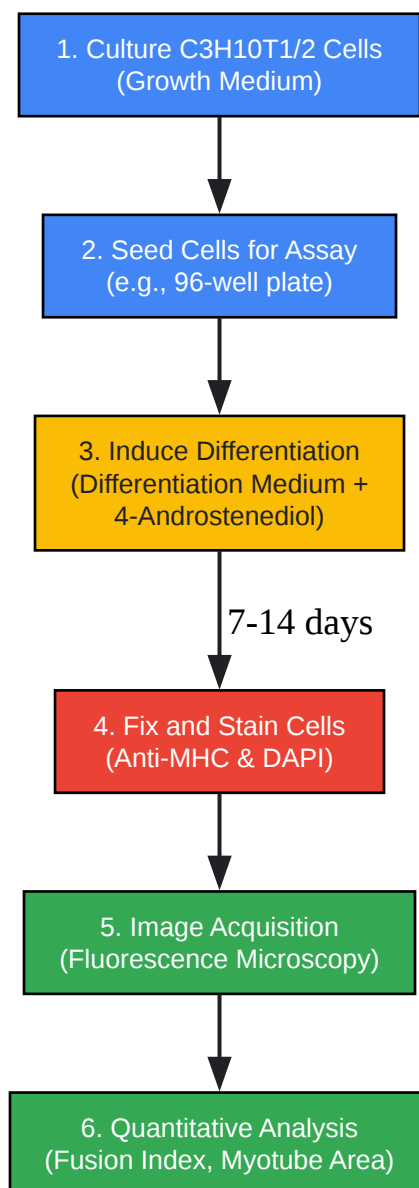 1. Culture C3H10T1/2 Cells
(Growth Medium)
2. Seed Cells for Assay
(e.g., 96-well plate)
3. Induce Differentiation
(Differentiation Medium +
4-Androstenediol)
7-14 days
4. Fix and Stain Cells
(Anti-MHC & DAPI)
5. Image Acquisition
(Fluorescence Microscopy)
6. Quantitative Analysis
(Fusion Index, Myotube Area)